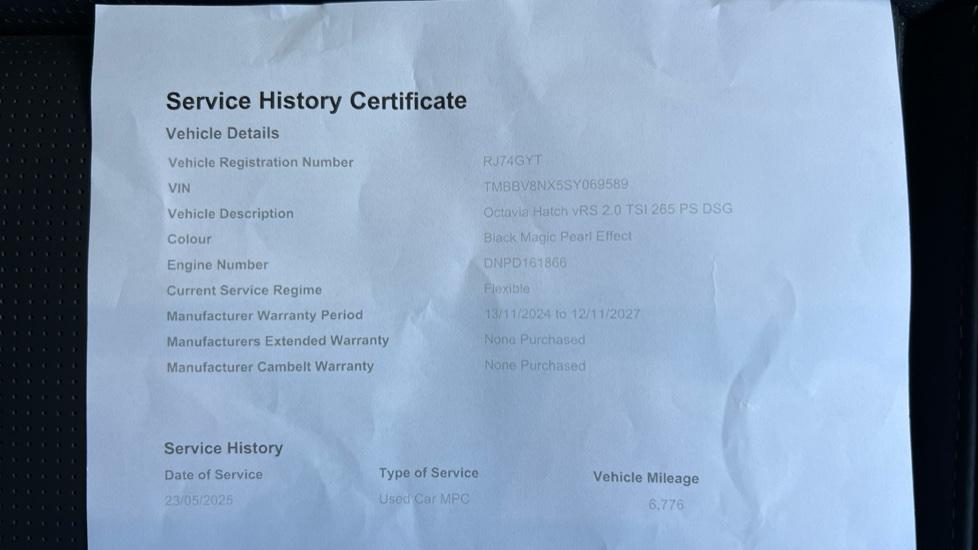 Service History Certificate
Vehicle Details
Vehicle Registration Number RJ74GYT
VIN TMBBV8NX5SY069589
Vehicle Description Octavia Hatch vRS 2.0 TSI 265 PS DSG
Colour Black Magic Pearl Effect
Engine Number DNPD161866
Current Service Regime Flexible
Manufacturer Warranty Period 13/11/2024 to 12/11/2027
Manufacturers Extended Warranty None Purchased
Manufacturer Cambelt Warranty None Purchased
Service History
Date of Service Type of Service Vehicle Mileage
23/05/2025 Used Car MPC 6,776